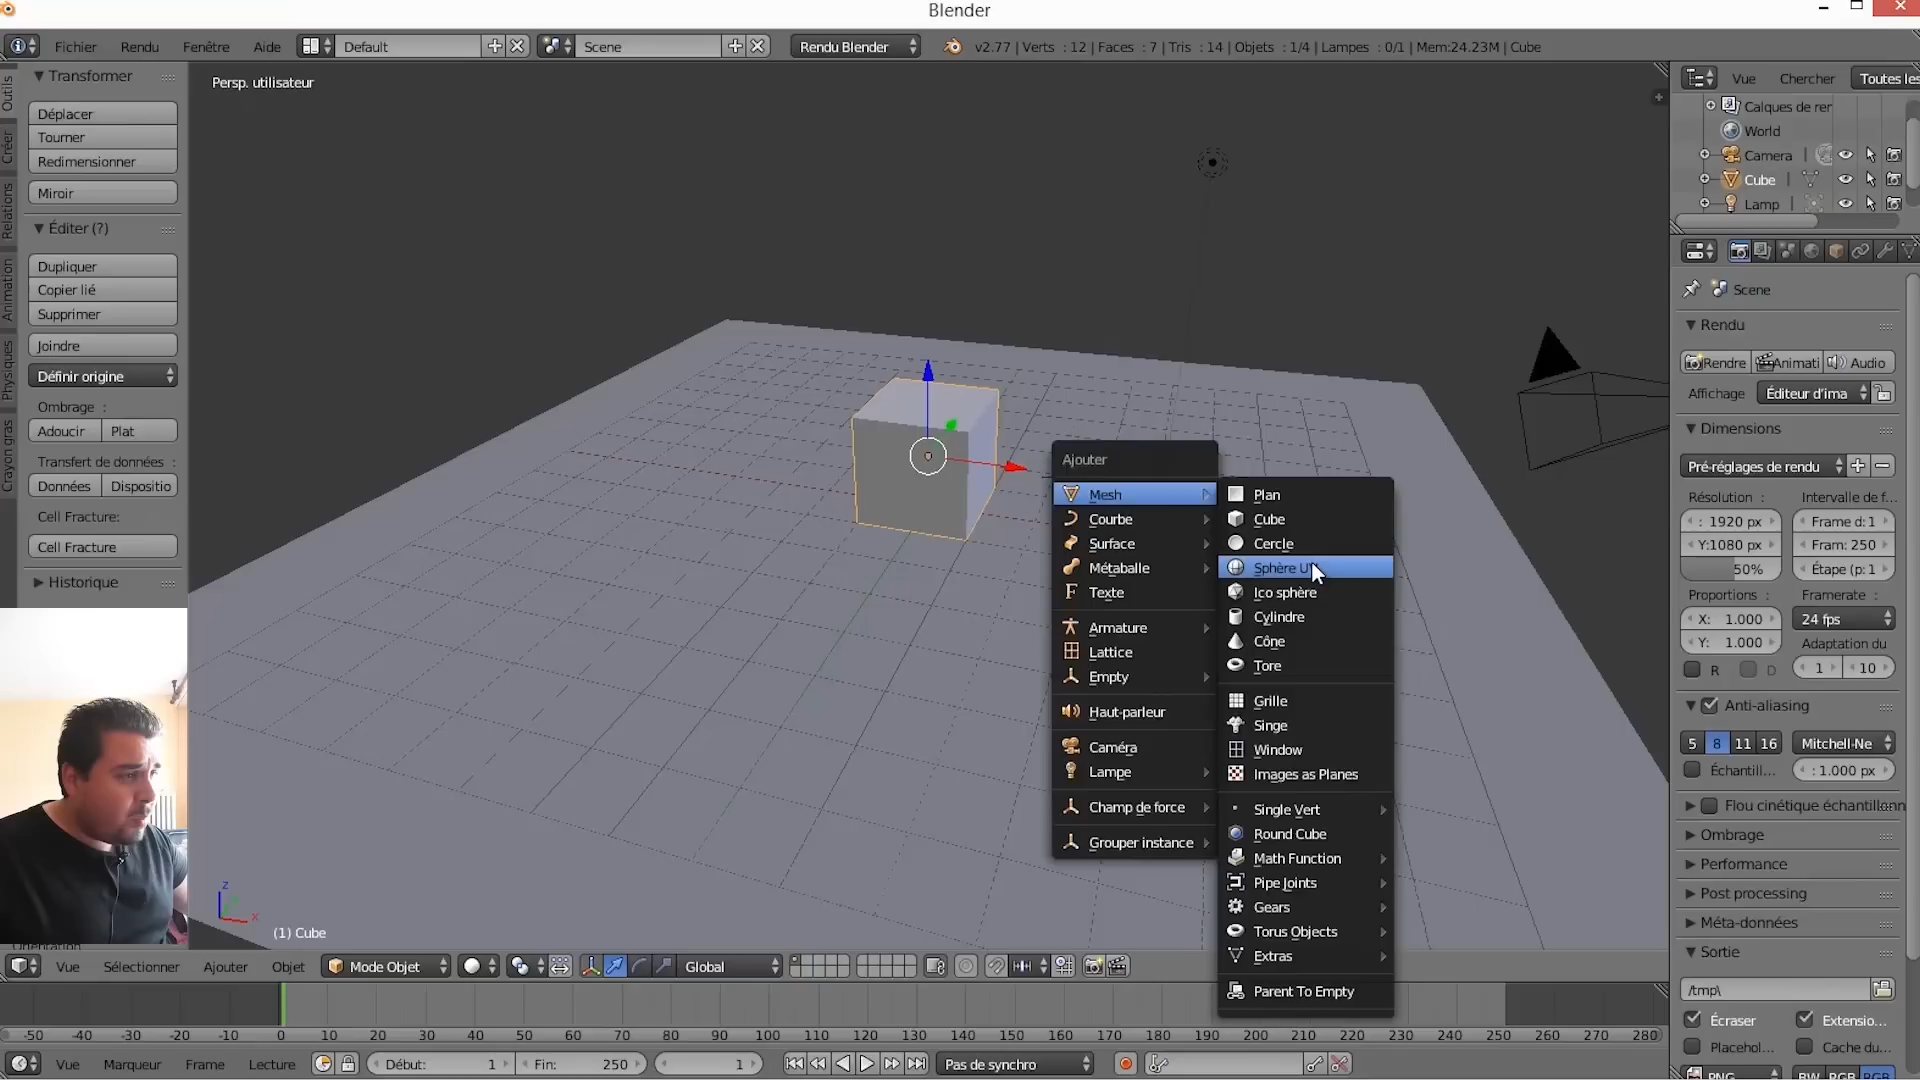 Blender
Fichier Rendu Fenêtre Aide Default Scene Rendu Blender v2.77 | Verts : 12 | Faces : 7 | Tris : 14 | Objets : 1/4 | Lampes : 0/1 | Mem:24.23M | Cube
Outils
Créer
Relations
Animation
Physiques
Crayon gras
Transformer
Déplacer
Tourner
Redimensionner
Miroir
Éditer (?)
Dupliquer
Copier lié
Supprimer
Joindre
Définir origine
Ombrage :
Adoucir Plat
Transfert de données :
Données Dispositio
Cell Fracture:
Cell Fracture
Historique
Persp. utilisateur
Ajouter
Mesh
Courbe
Surface
Métaballe
Texte
Armature
Lattice
Empty
Haut-parleur
Caméra
Lampe
Champ de force
Grouper instance
Plan
Cube
Cercle
Sphère U
Ico sphère
Cylindre
Cône
Tore
Grille
Singe
Window
Images as Planes
Single Vert
Round Cube
Math Function
Pipe Joints
Gears
Torus Objects
Extras
Parent To Empty
z
x
(1) Cube
Vue Chercher Toutes les
Calques de rer
World
Camera
Cube
Lamp
Scene
Rendu
Rendre Animati Audio
Affichage Éditeur d'ima
Dimensions
Pré-réglages de rendu
Résolution : Intervalle de f...
: 1920 px Frame d: 1
Y:1080 px Fram: 250
50% Étape (p: 1
Proportions : Framerate :
X: 1.000 24 fps
Y: 1.000 Adaptation du
R D 1 10
Anti-aliasing
5 8 11 16 Mitchell-Ne
Échantill... : 1.000 px
Flou cinétique échantillonn
Ombrage
Performance
Post processing
Méta-données
Sortie
/tmp\
Écraser Extensio...
Placehol... Cache du...
PNG BW RGB RGB
Vue Sélectionner Ajouter Objet Mode Objet Global
-50 -40 -30 -20 -10 0 10 20 30 40 50 60 70 80 90 100 110 120 130 140 150 160 170 180 190 200 210 220 230 240 250 260 270 280
Vue Marqueur Frame Lecture Début: 1 Fin: 250 1 Pas de synchro